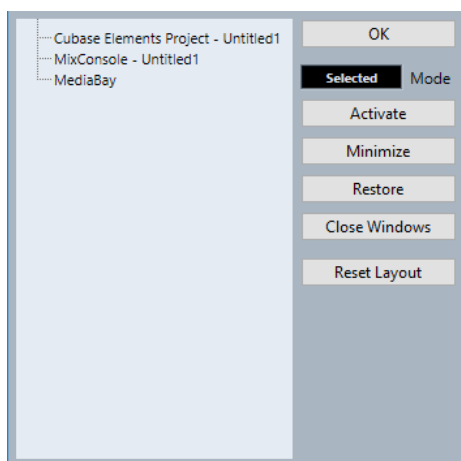 Cubase Elements Project - Untitled1
MixConsole - Untitled1
MediaBay
OK
Selected Mode
Activate
Minimize
Restore
Close Windows
Reset Layout